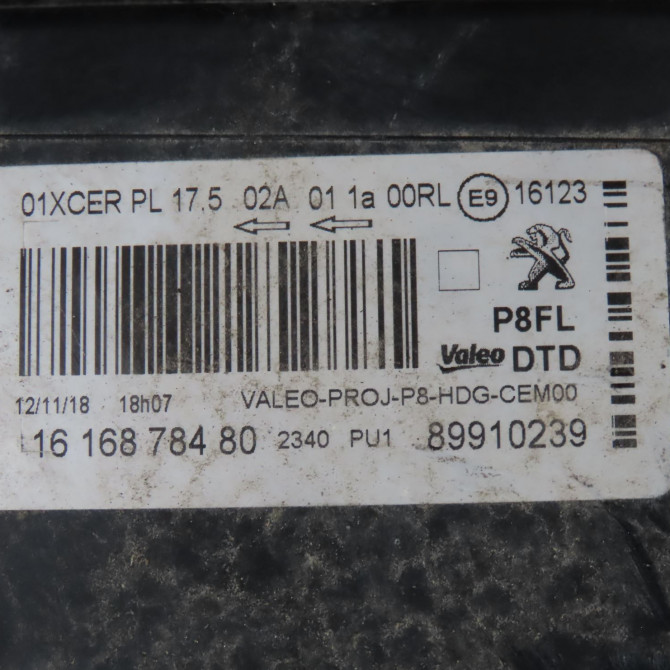 01XCER PL 17.5 02A 01 1a 00RL E9 16123
P8FL
Valeo DTD
12/11/18 18h07 VALEO-PROJ-P8-HDG-CEM00
L16 168 784 80 2340 PU1 89910239